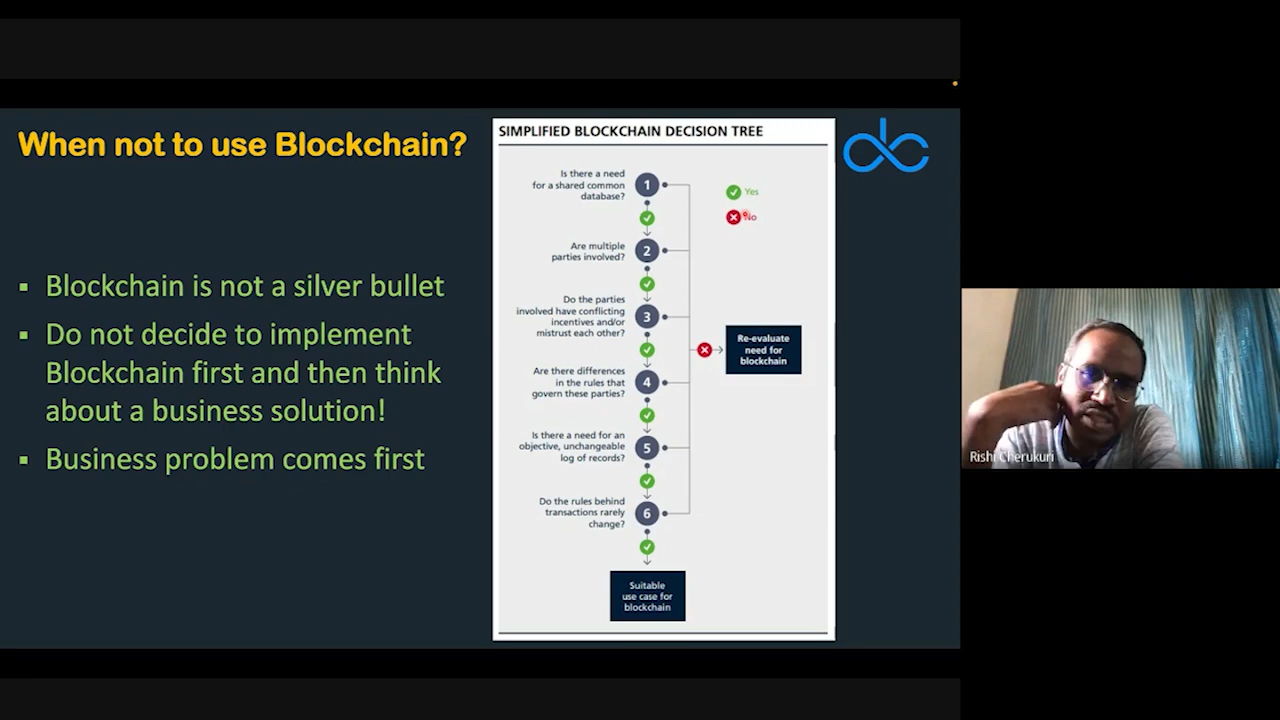 When not to use Blockchain?
▪ Blockchain is not a silver bullet
▪ Do not decide to implement
Blockchain first and then think
about a business solution!
▪ Business problem comes first
SIMPLIFIED BLOCKCHAIN DECISION TREE
Is there a need
for a shared common
database?
1
Yes
No
Are multiple
parties involved?
2
Do the parties
involved have conflicting
incentives and/or
mistrust each other?
3
Re-evaluate
need for
blockchain
Are there differences
in the rules that
govern these parties?
4
Is there a need for an
objective, unchangeable
log of records?
5
Do the rules behind
transactions rarely
change?
6
Suitable
use case for
blockchain
Rishi Cherukuri